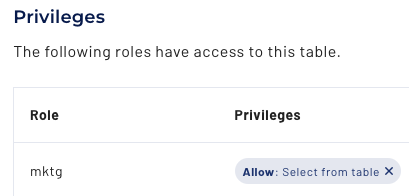 Privileges
The following roles have access to this table.
Role Privileges
mktg Allow: Select from table ✕